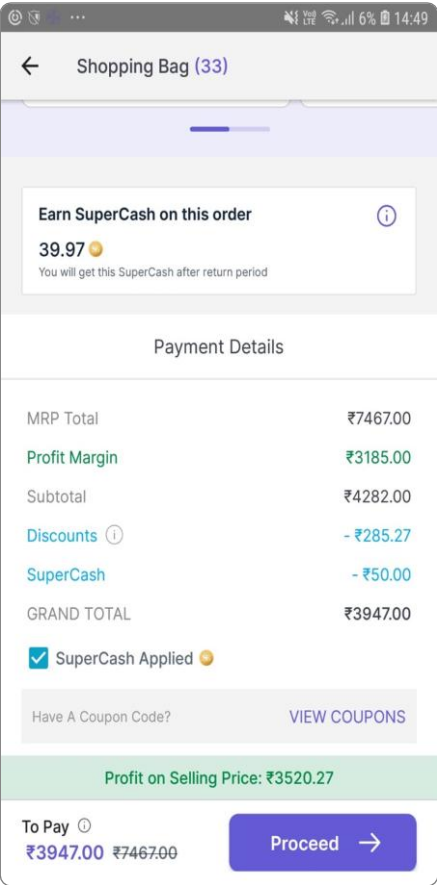 6% 14:49
Shopping Bag (33)
Earn SuperCash on this order
39.97
You will get this SuperCash after return period
Payment Details
MRP Total ₹7467.00
Profit Margin ₹3185.00
Subtotal ₹4282.00
Discounts - ₹285.27
SuperCash - ₹50.00
GRAND TOTAL ₹3947.00
SuperCash Applied
Have A Coupon Code? VIEW COUPONS
Profit on Selling Price: ₹3520.27
To Pay
₹3947.00 ₹7467.00
Proceed